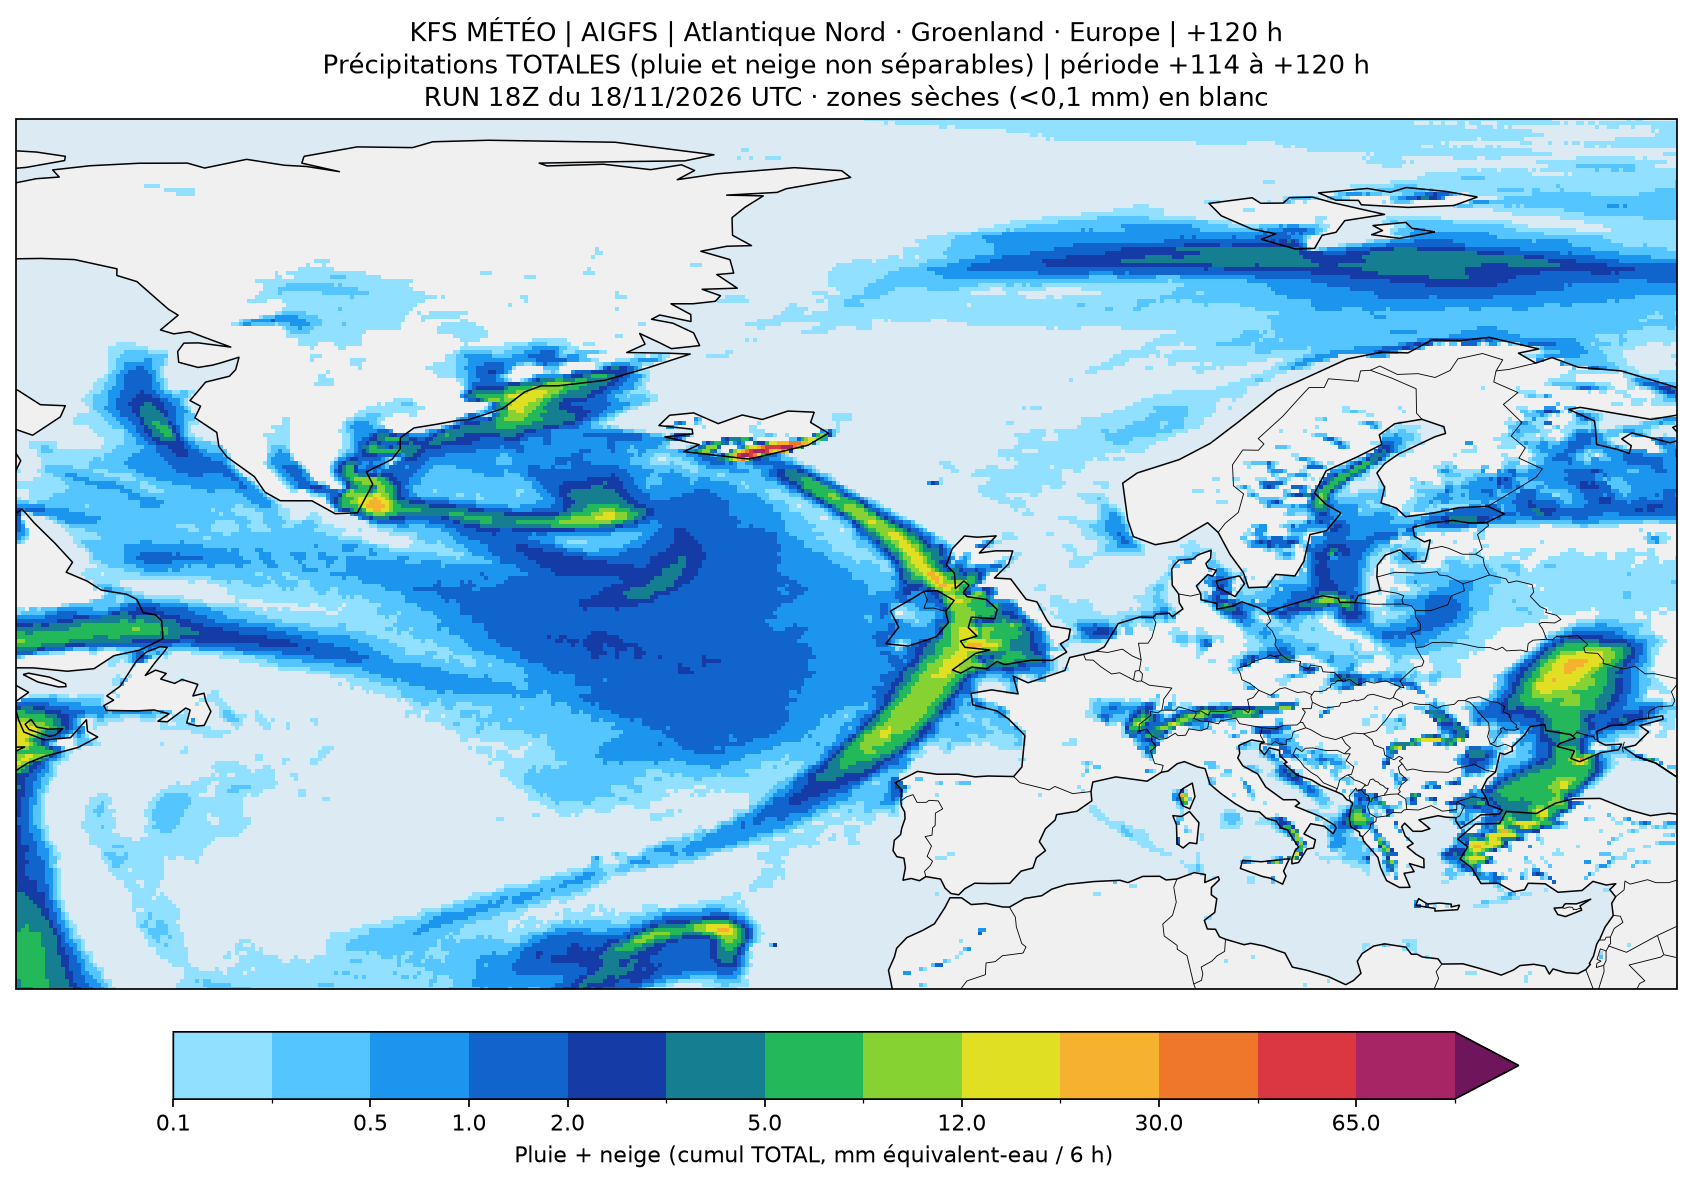 KFS MÉTÉO | AIGFS | Atlantique Nord · Groenland · Europe | +120 h
Précipitations TOTALES (pluie et neige non séparables) | période +114 à +120 h
RUN 18Z du 18/11/2026 UTC · zones sèches (<0,1 mm) en blanc
0.1 0.5 1.0 2.0 5.0 12.0 30.0 65.0
Pluie + neige (cumul TOTAL, mm équivalent-eau / 6 h)